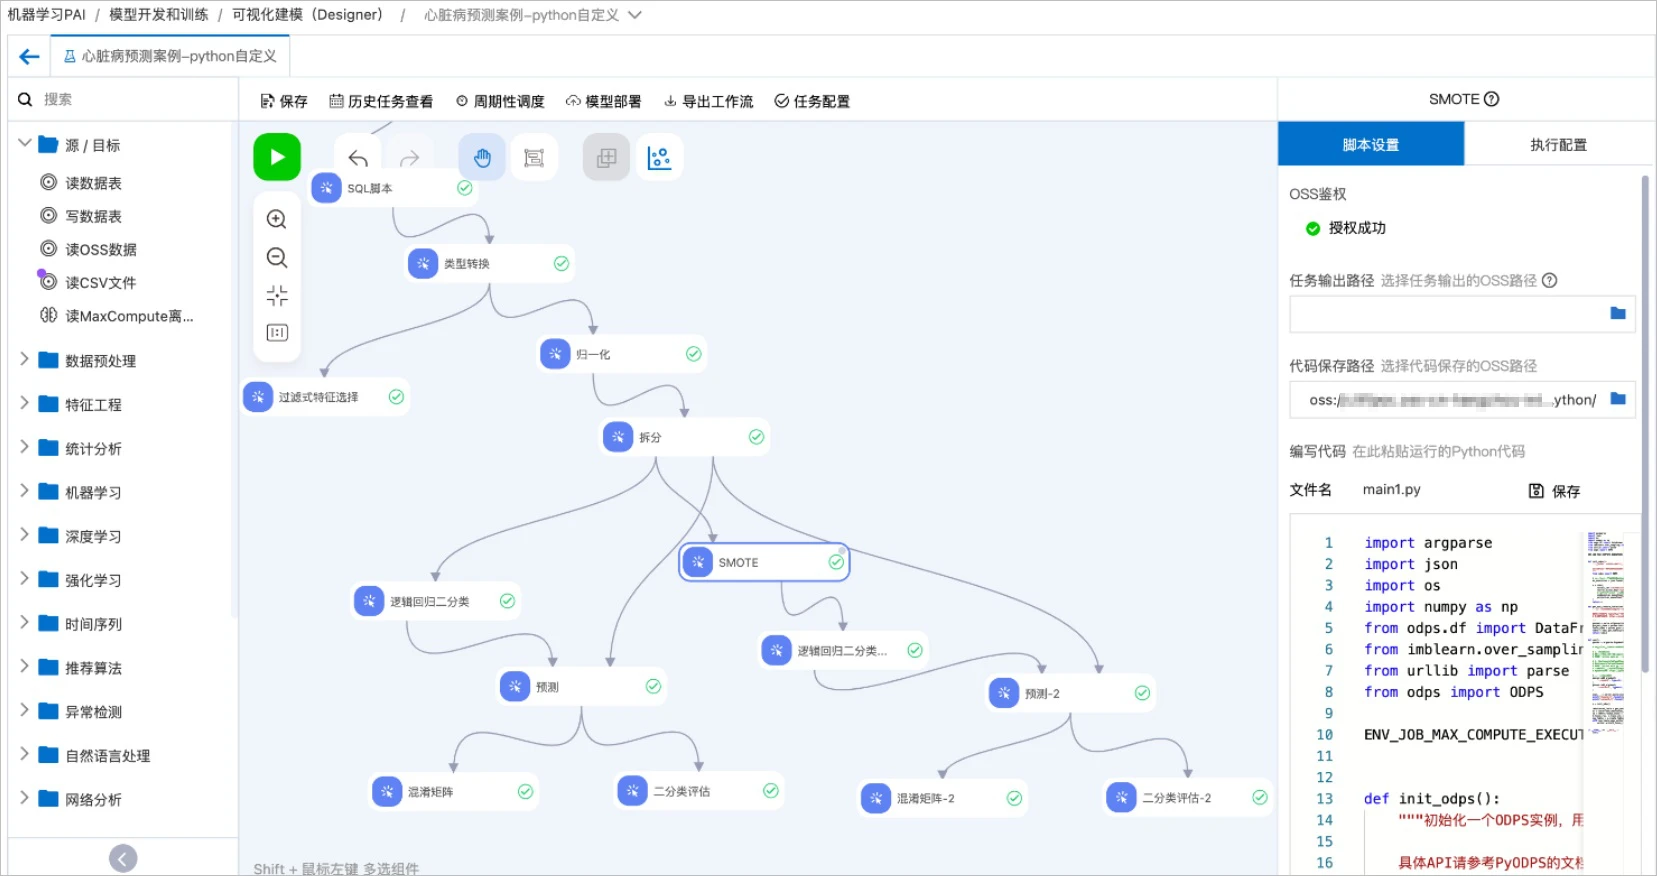 机器学习PAI / 模型开发和训练 / 可视化建模（Designer） / 心脏病预测案例-python自定义
心脏病预测案例-python自定义
搜索
保存 历史任务查看 周期性调度 模型部署 导出工作流 任务配置
SMOTE
源 / 目标
读数据表
写数据表
读OSS数据
读CSV文件
读MaxCompute离...
数据预处理
特征工程
统计分析
机器学习
深度学习
强化学习
时间序列
推荐算法
异常检测
自然语言处理
网络分析
SQL脚本
类型转换
归一化
过滤式特征选择
拆分
SMOTE
逻辑回归二分类
逻辑回归二分类...
预测
预测-2
混淆矩阵
二分类评估
混淆矩阵-2
二分类评估-2
Shift + 鼠标左键 多选组件
脚本设置 执行配置
OSS鉴权
授权成功
任务输出路径 选择任务输出的OSS路径
代码保存路径 选择代码保存的OSS路径
oss:/ ...ython/
编写代码 在此粘贴运行的Python代码
文件名 main1.py 保存
1 import argparse
2 import json
3 import os
4 import numpy as np
5 from odps.df import DataFr
6 from imblearn.over_samplin
7 from urllib import parse
8 from odps import ODPS
9
10 ENV_JOB_MAX_COMPUTE_EXECUT
11
12
13 def init_odps():
14 """初始化一个ODPS实例，用
15
16 具体API请参考PyODPS的文档